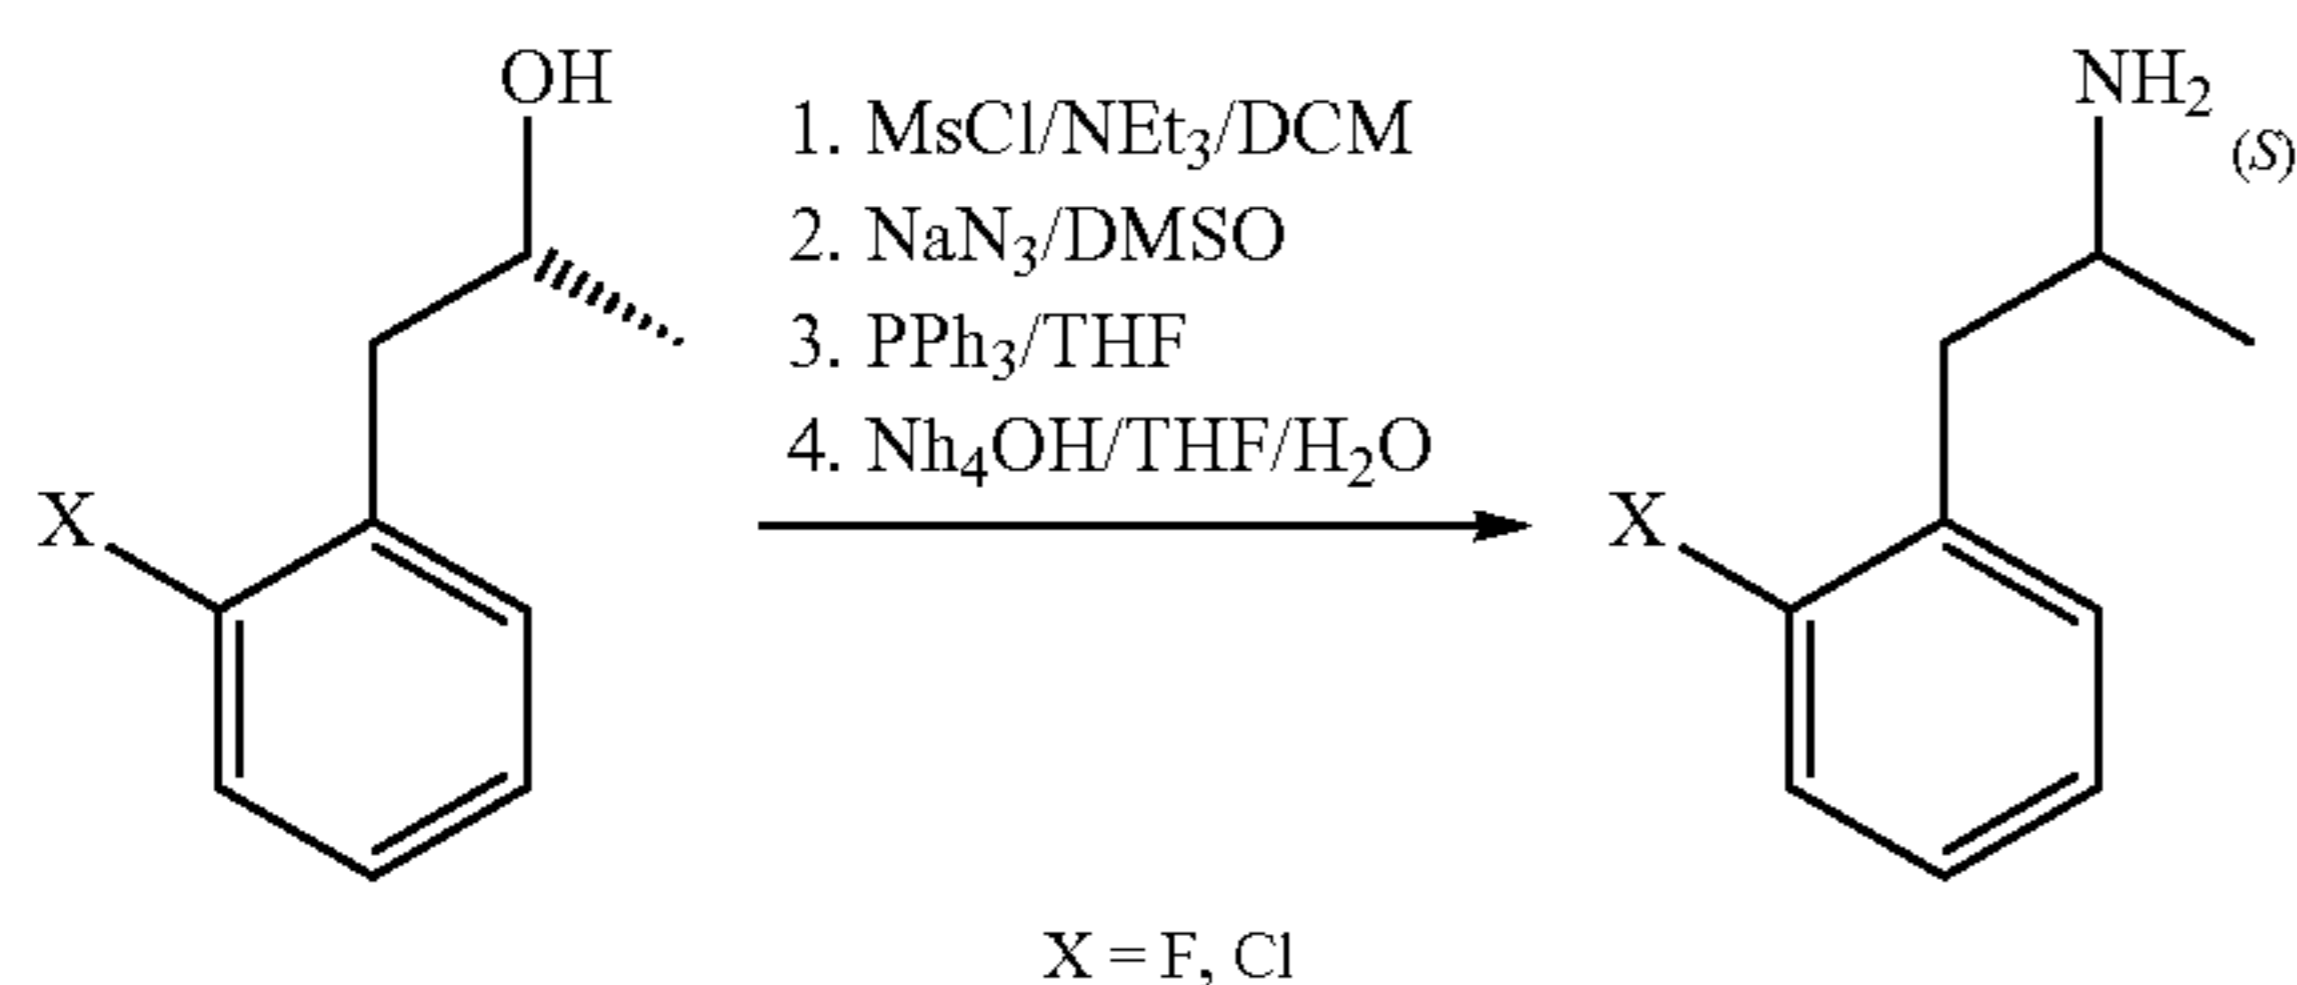 OH
1. MsCl/NEt₃/DCM
2. NaN₃/DMSO
3. PPh₃/THF
4. Nh₄OH/THF/H₂O
X
NH₂
(S)
X
X = F, Cl